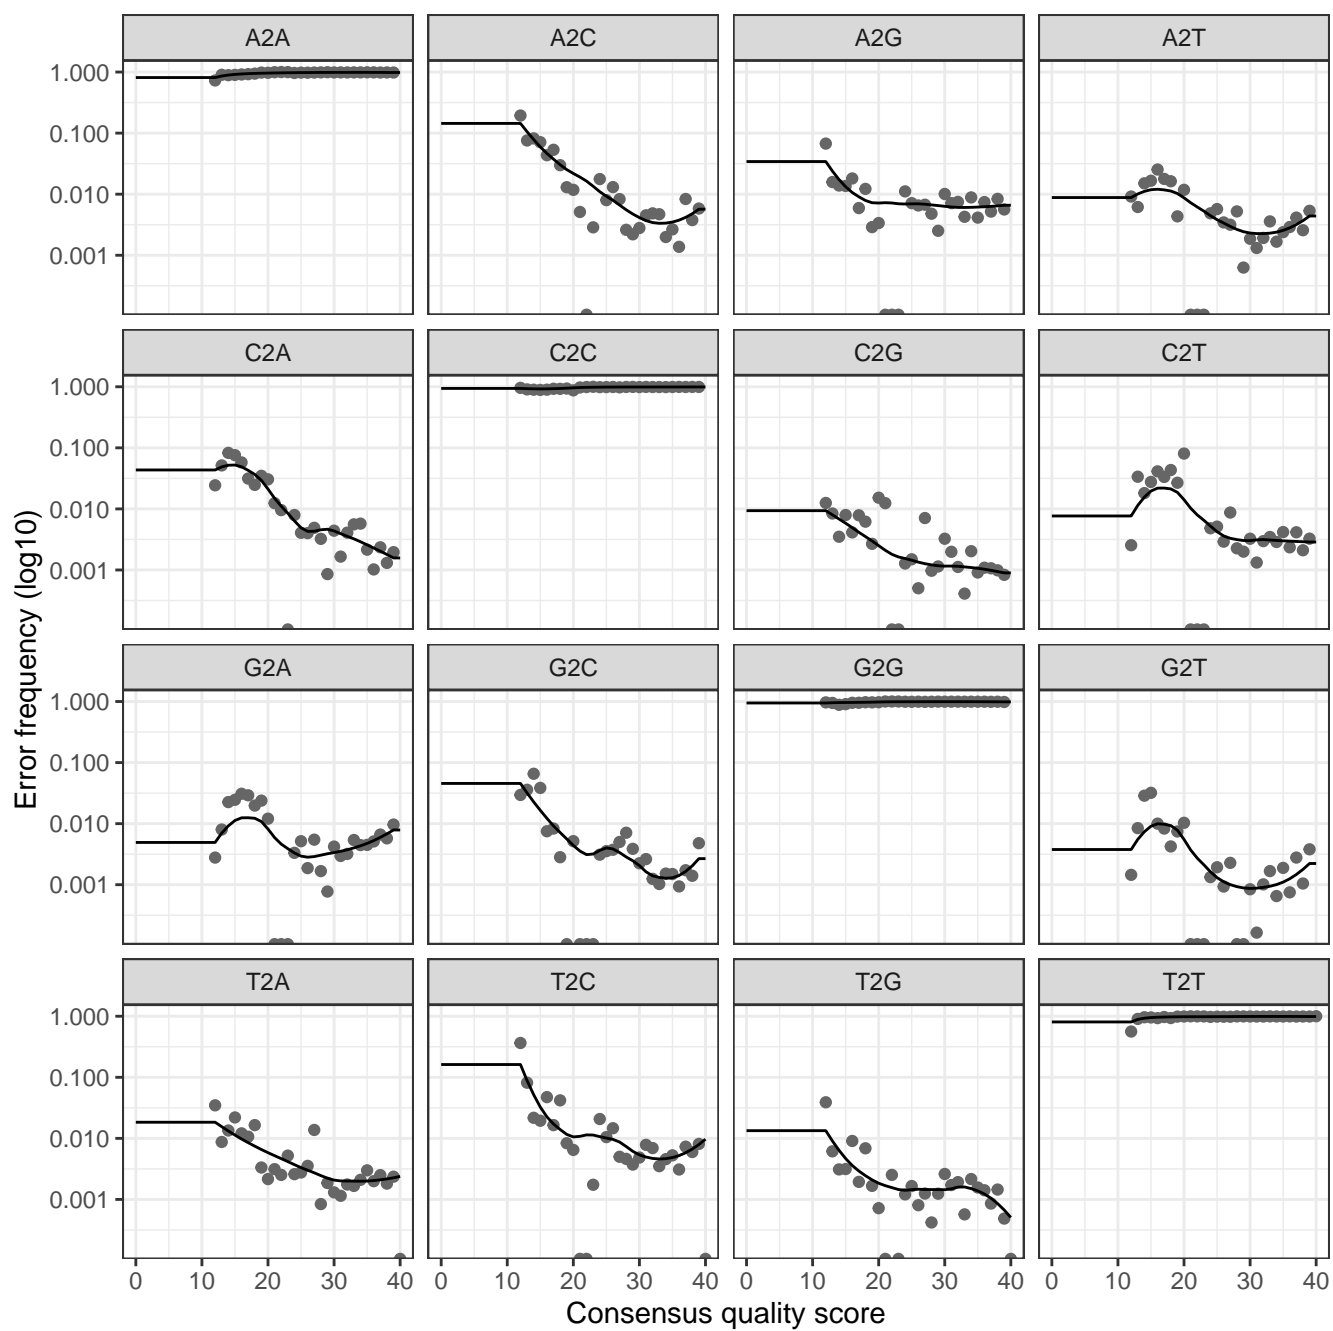 A2A A2C A2G A2T
1.000
0.100
0.010
0.001
C2A C2C C2G C2T
1.000
0.100
0.010
0.001
G2A G2C G2G G2T
1.000
0.100
0.010
0.001
T2A T2C T2G T2T
1.000
0.100
0.010
0.001
0 10 20 30 40 0 10 20 30 40 0 10 20 30 40 0 10 20 30 40
Consensus quality score
Error frequency (log10)